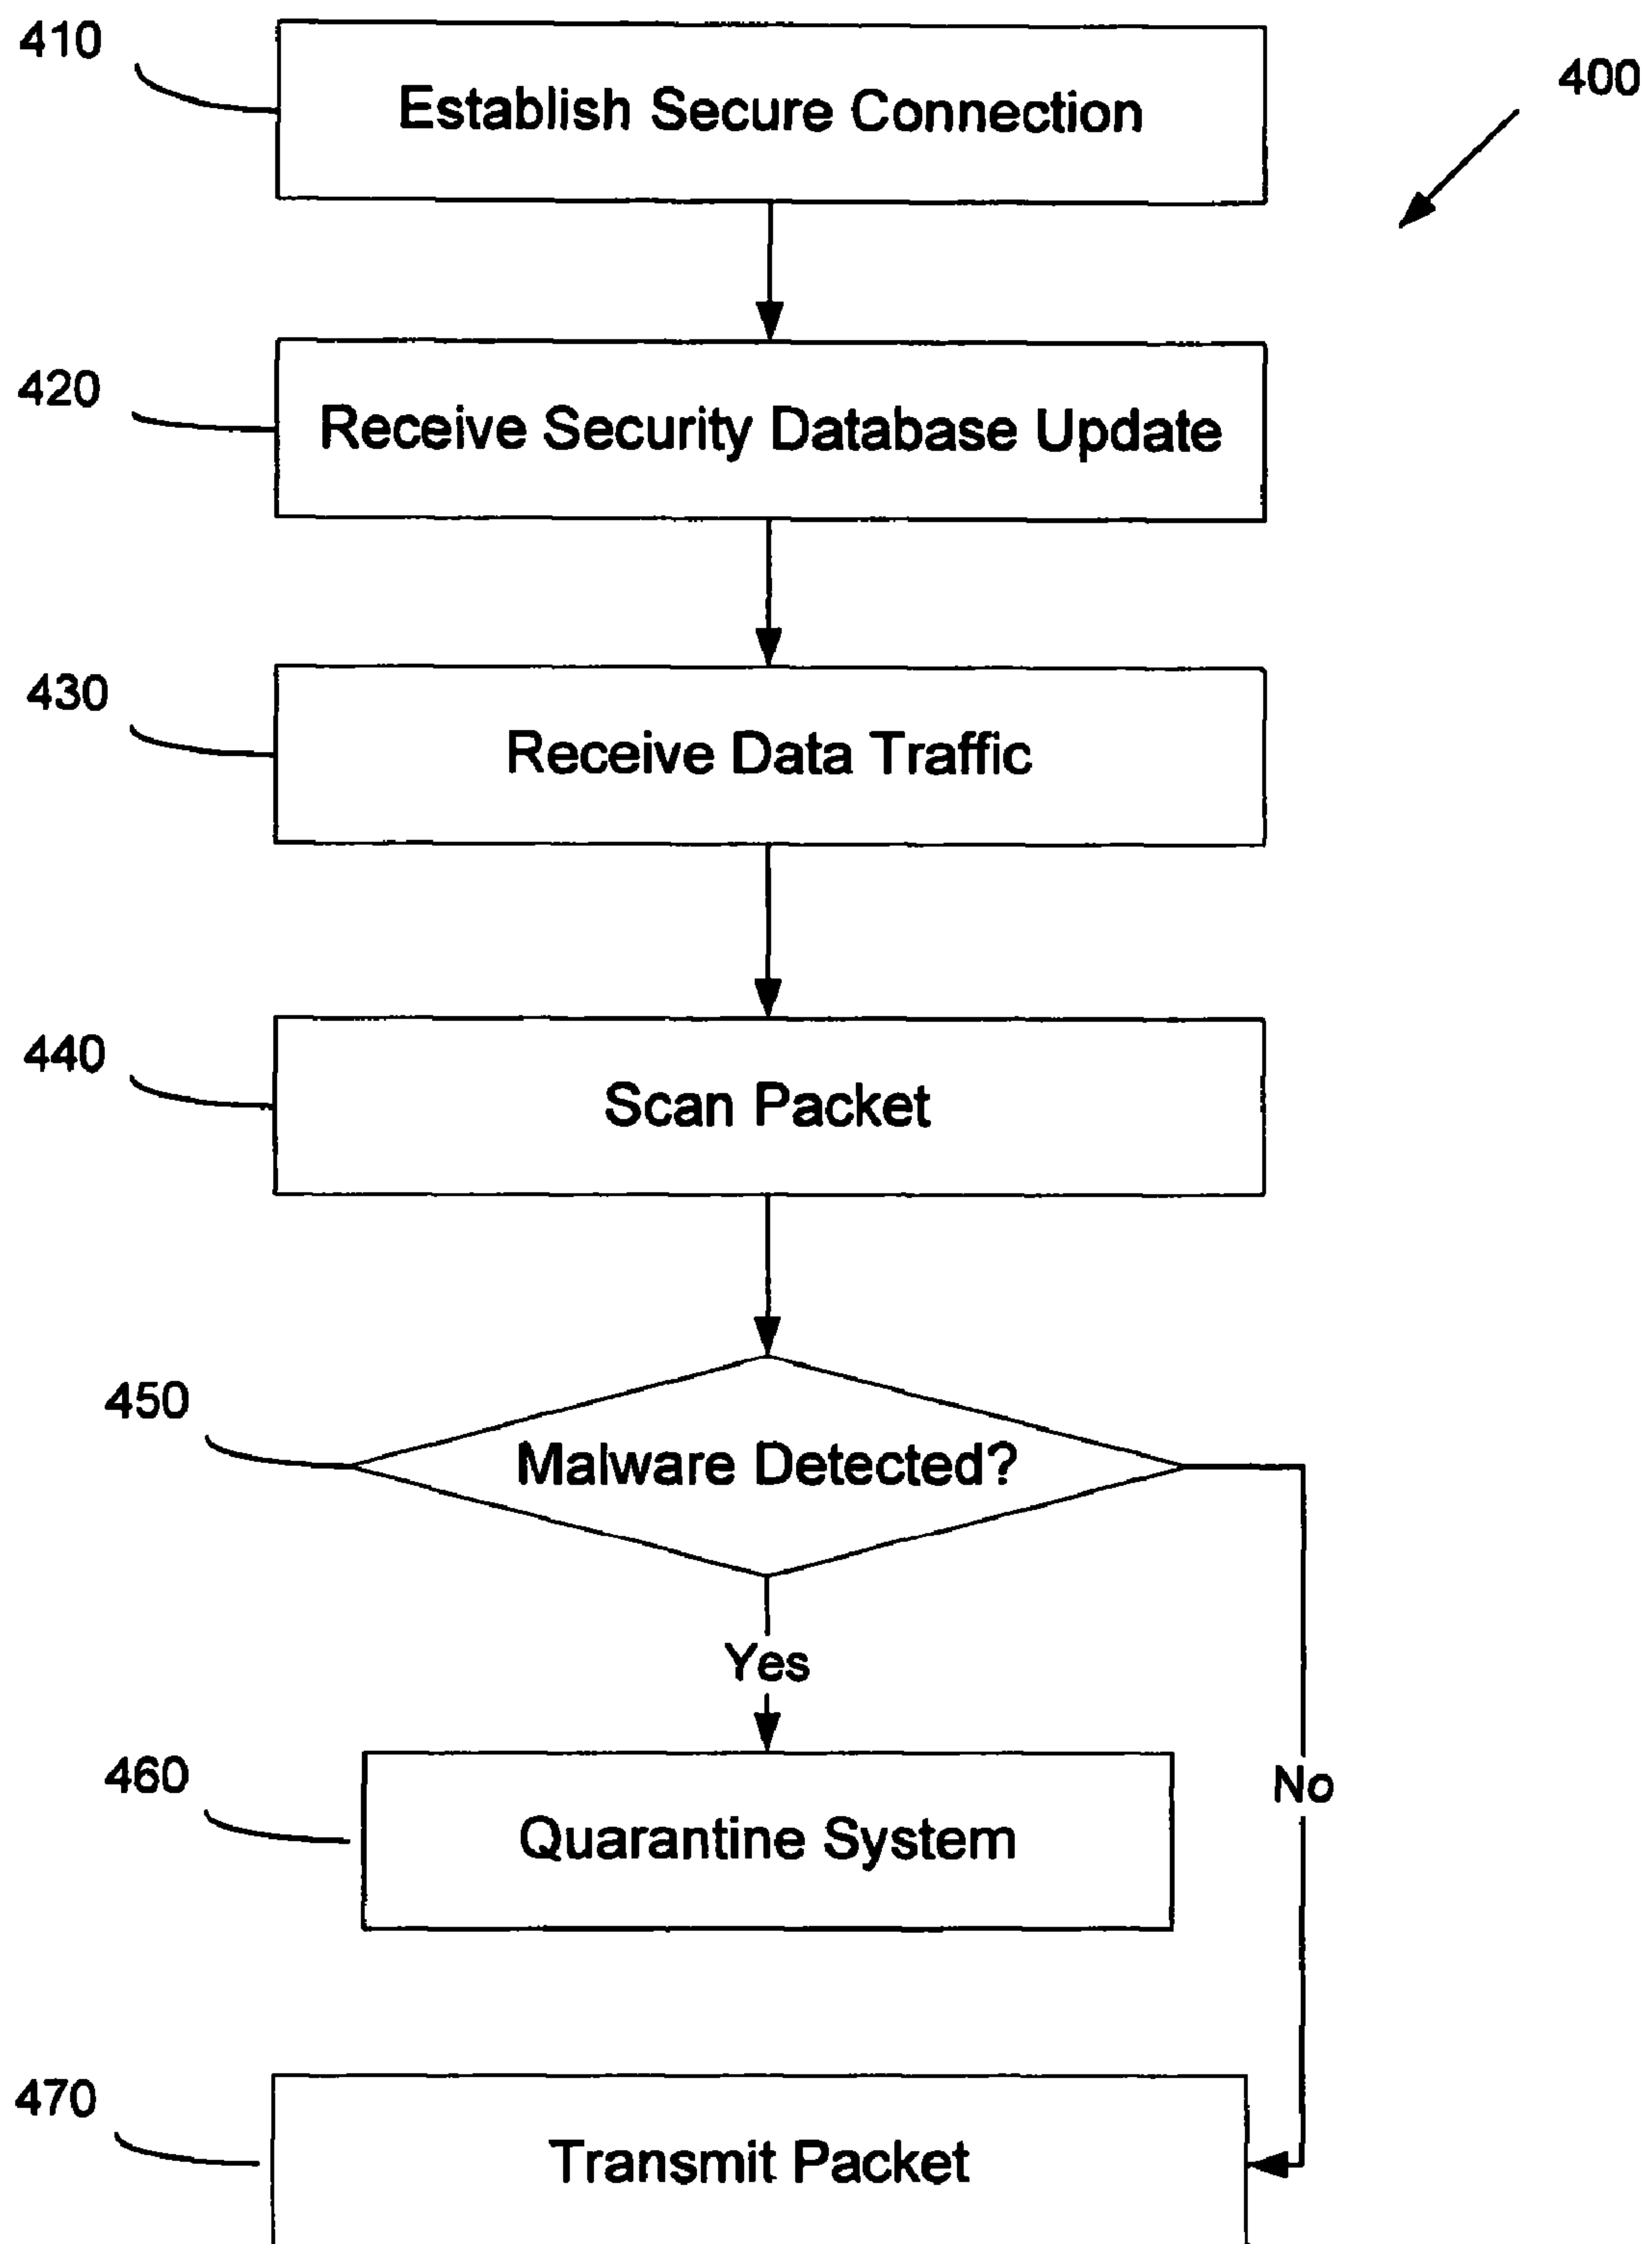 410
Establish Secure Connection
400
420
Receive Security Database Update
430
Receive Data Traffic
440
Scan Packet
450
Malware Detected?
Yes
460
Quarantine System
No
470
Transmit Packet